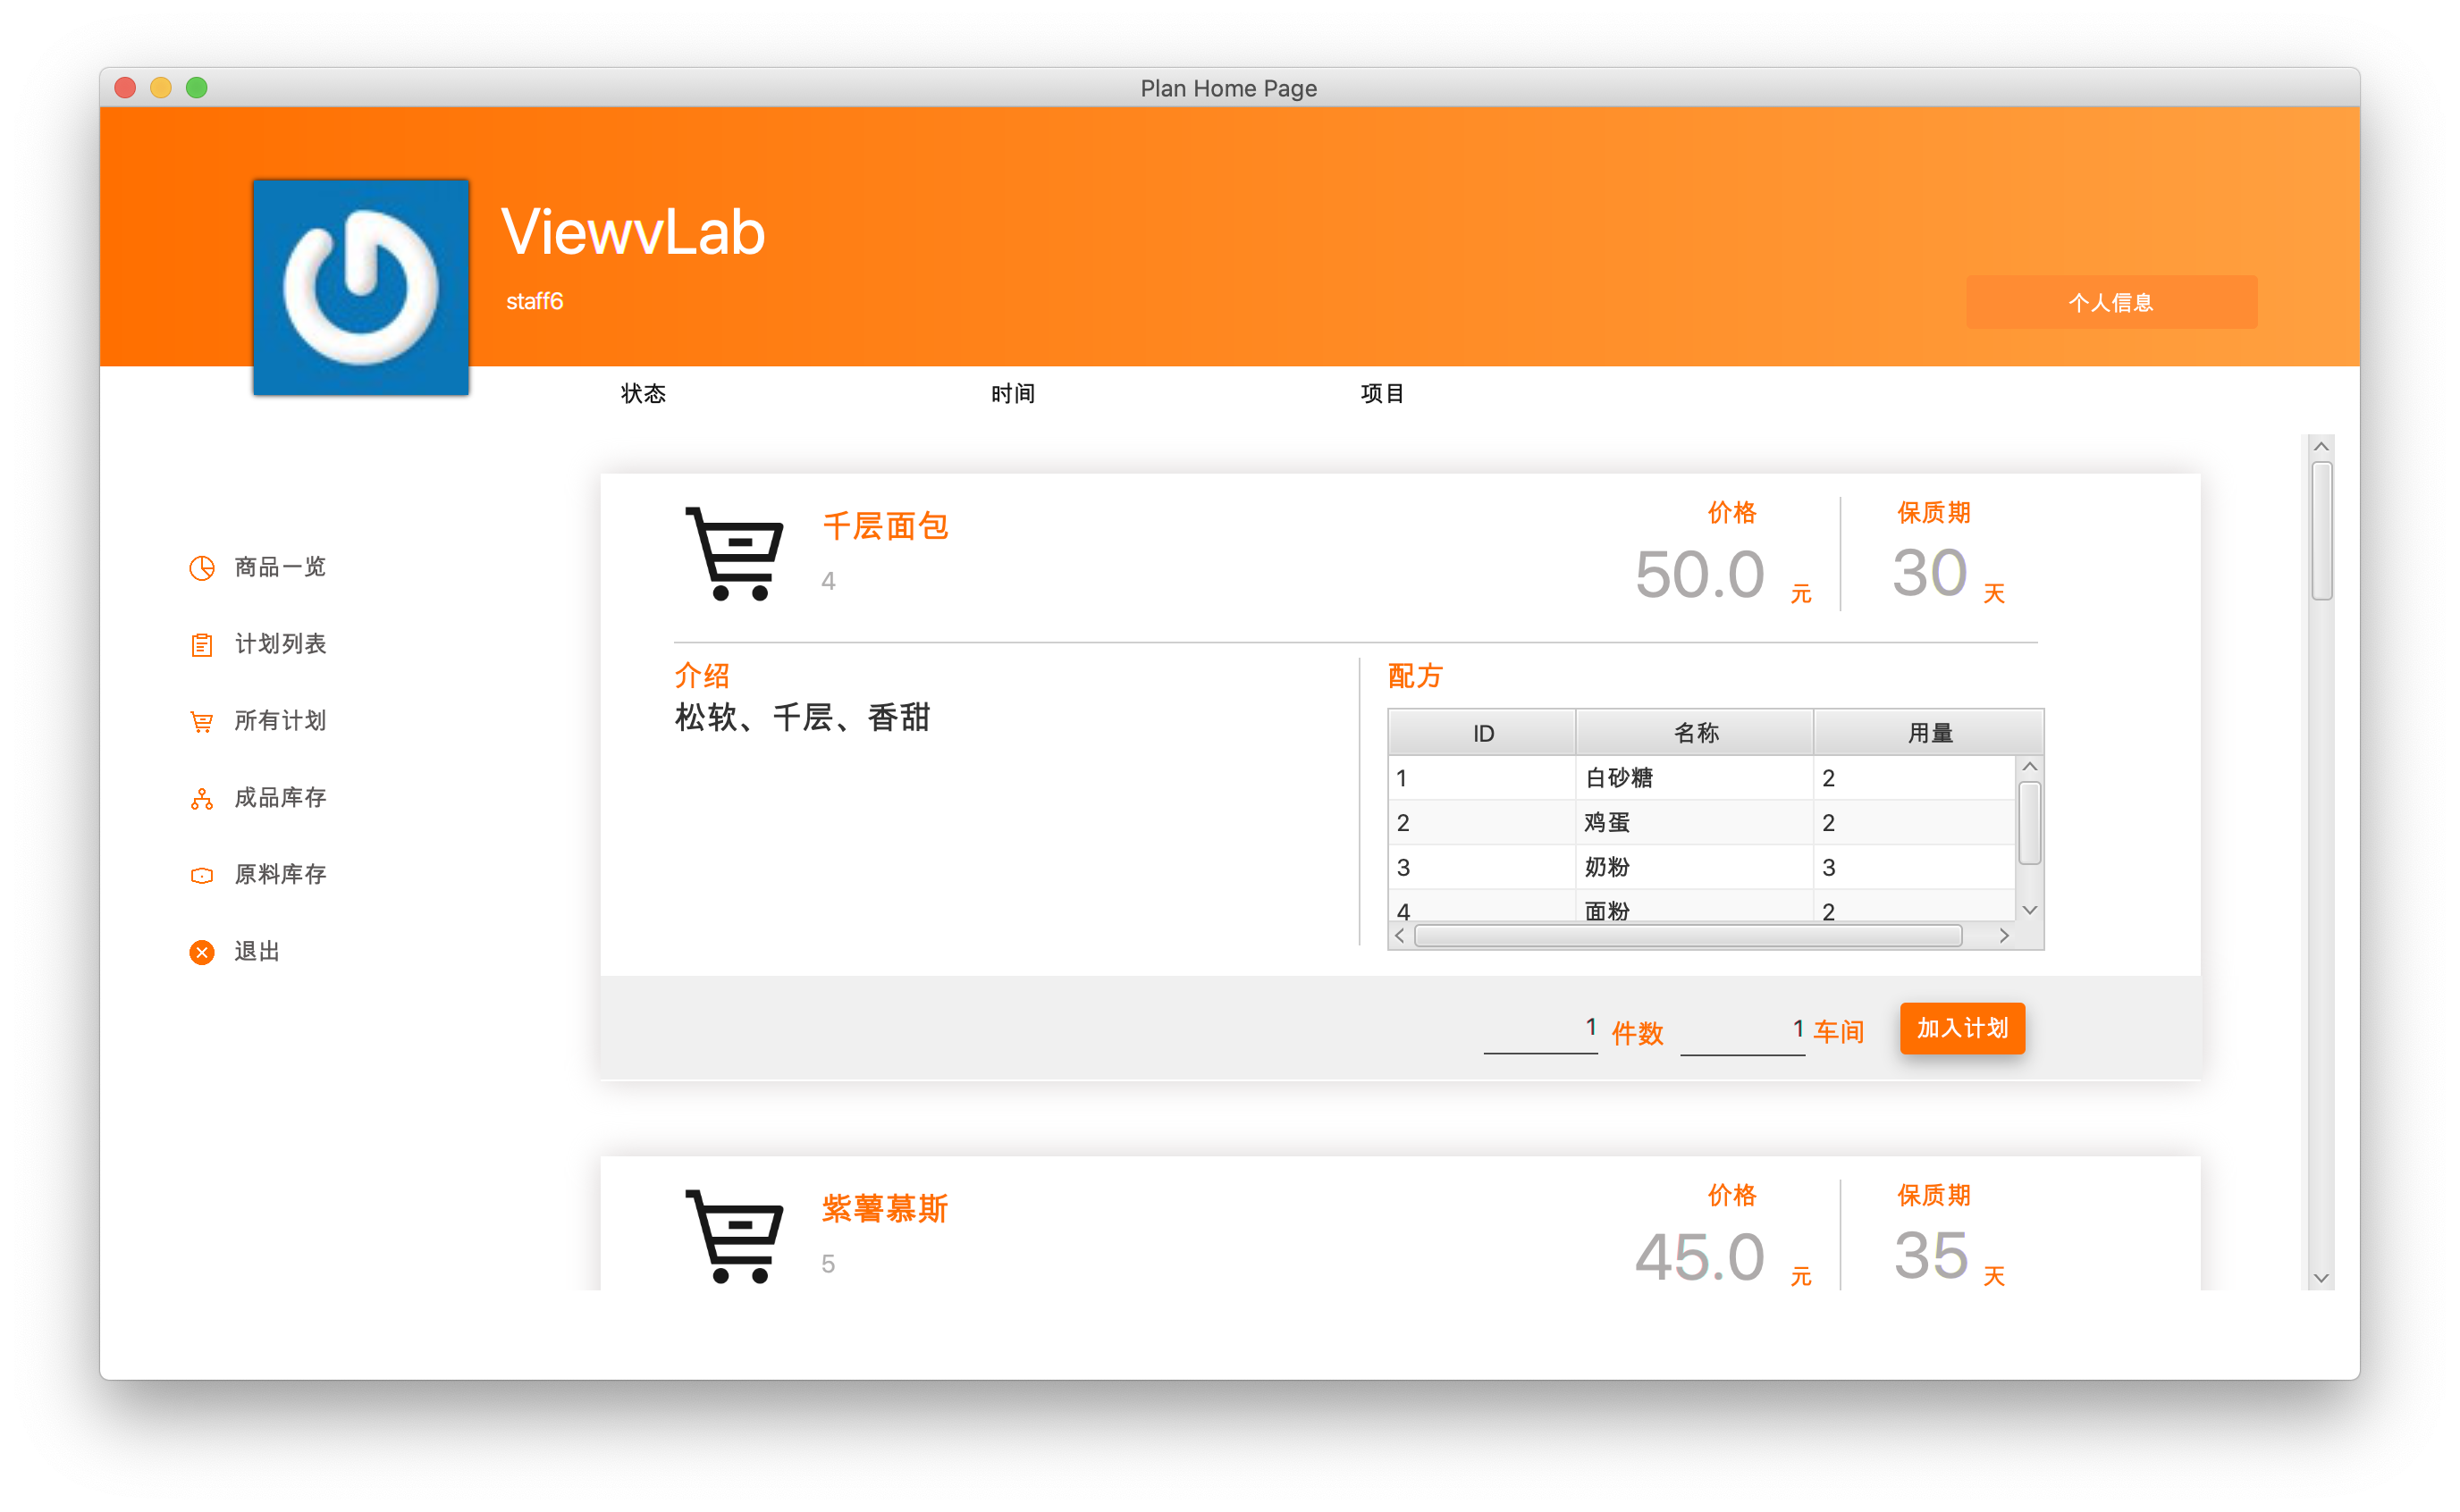 Plan Home Page
ViewvLab
staff6
个人信息
状态 时间 项目
商品一览
计划列表
所有计划
成品库存
原料库存
退出
千层面包
4
价格
50.0 元
保质期
30 天
介绍
松软、千层、香甜
配方
ID 名称 用量
1 白砂糖 2
2 鸡蛋 2
3 奶粉 3
4 面粉 2
1 件数 1 车间 加入计划
紫薯慕斯
5
价格
45.0 元
保质期
35 天